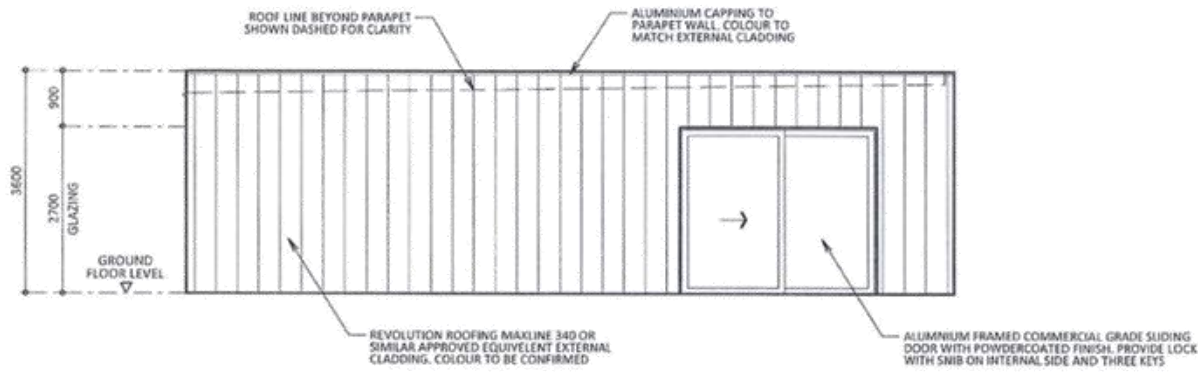 ROOF LINE BEYOND PARAPET
SHOWN DASHED FOR CLARITY
ALUMINIUM CAPPING TO
PARAPET WALL. COLOUR TO
MATCH EXTERNAL CLADDING
900
3600
2700
GLAZING
GROUND
FLOOR LEVEL
REVOLUTION ROOFING MAXLINE 340 OR
SIMILAR APPROVED EQUIVELENT EXTERNAL
CLADDING. COLOUR TO BE CONFIRMED
ALUMNIUM FRAMED COMMERCIAL GRADE SLIDING
DOOR WITH POWDERCOATED FINISH. PROVIDE LOCK
WITH SNIB ON INTERNAL SIDE AND THREE KEYS